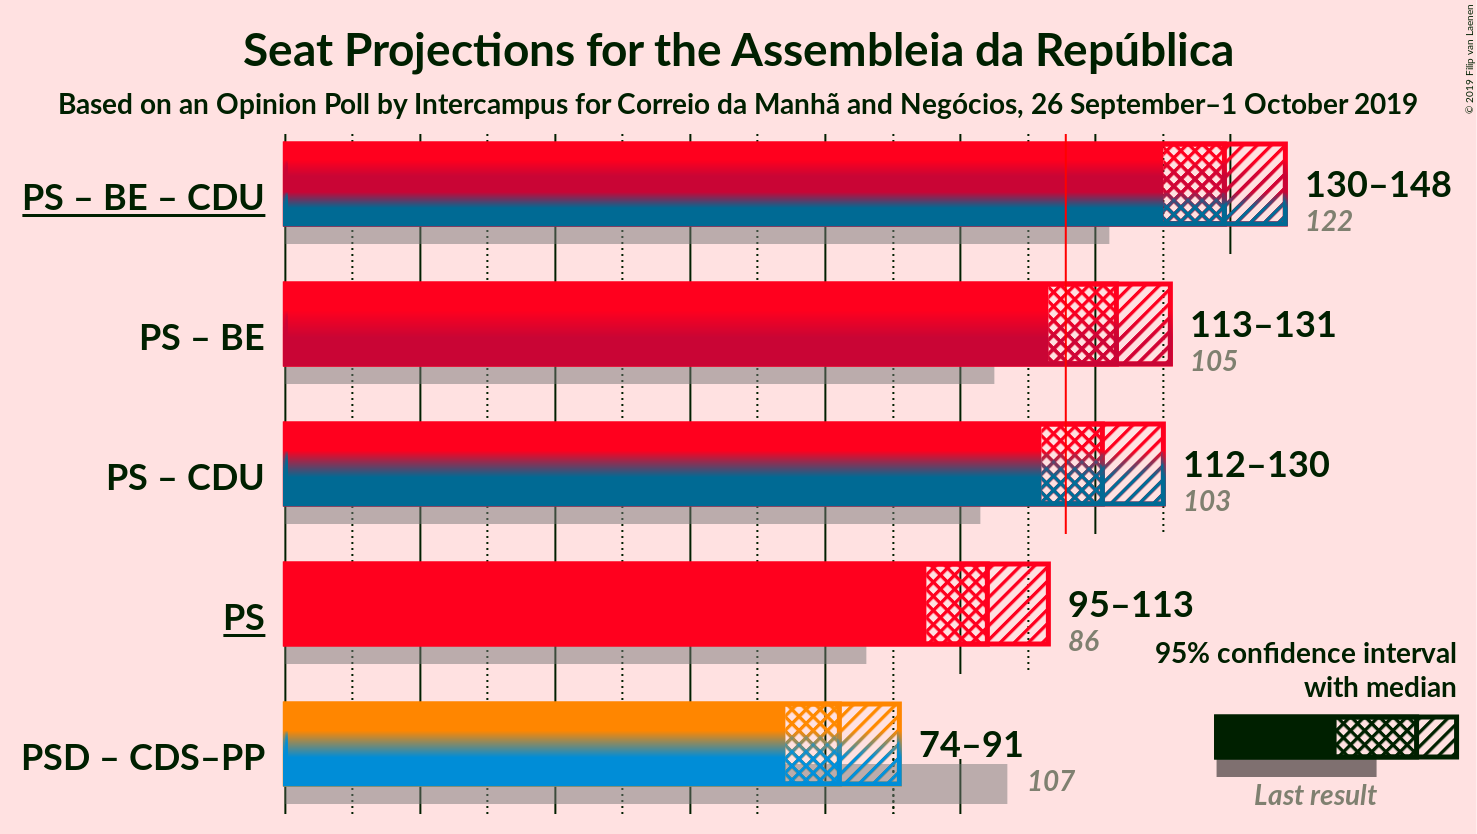 Seat Projections for the Assembleia da República
Based on an Opinion Poll by Intercampus for Correio da Manhã and Negócios, 26 September–1 October 2019
© 2019 Filip van Laenen
PS – BE – CDU
130–148
122
PS – BE
113–131
105
PS – CDU
112–130
103
PS
95–113
86
PSD – CDS–PP
74–91
107
95% confidence interval
with median
Last result